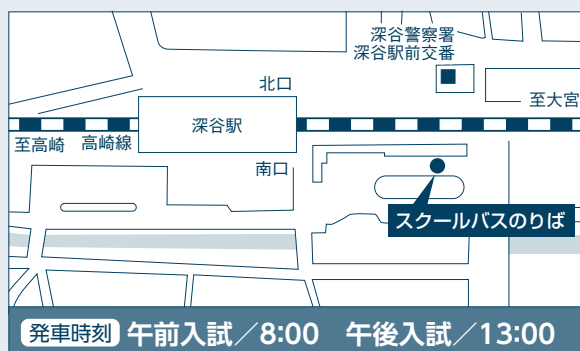 深谷警察署
深谷駅前交番
北口
至大宮
深谷駅
至高崎 高崎線
南口
スクールバスのりば
発車時刻 午前入試／8:00 午後入試／13:00